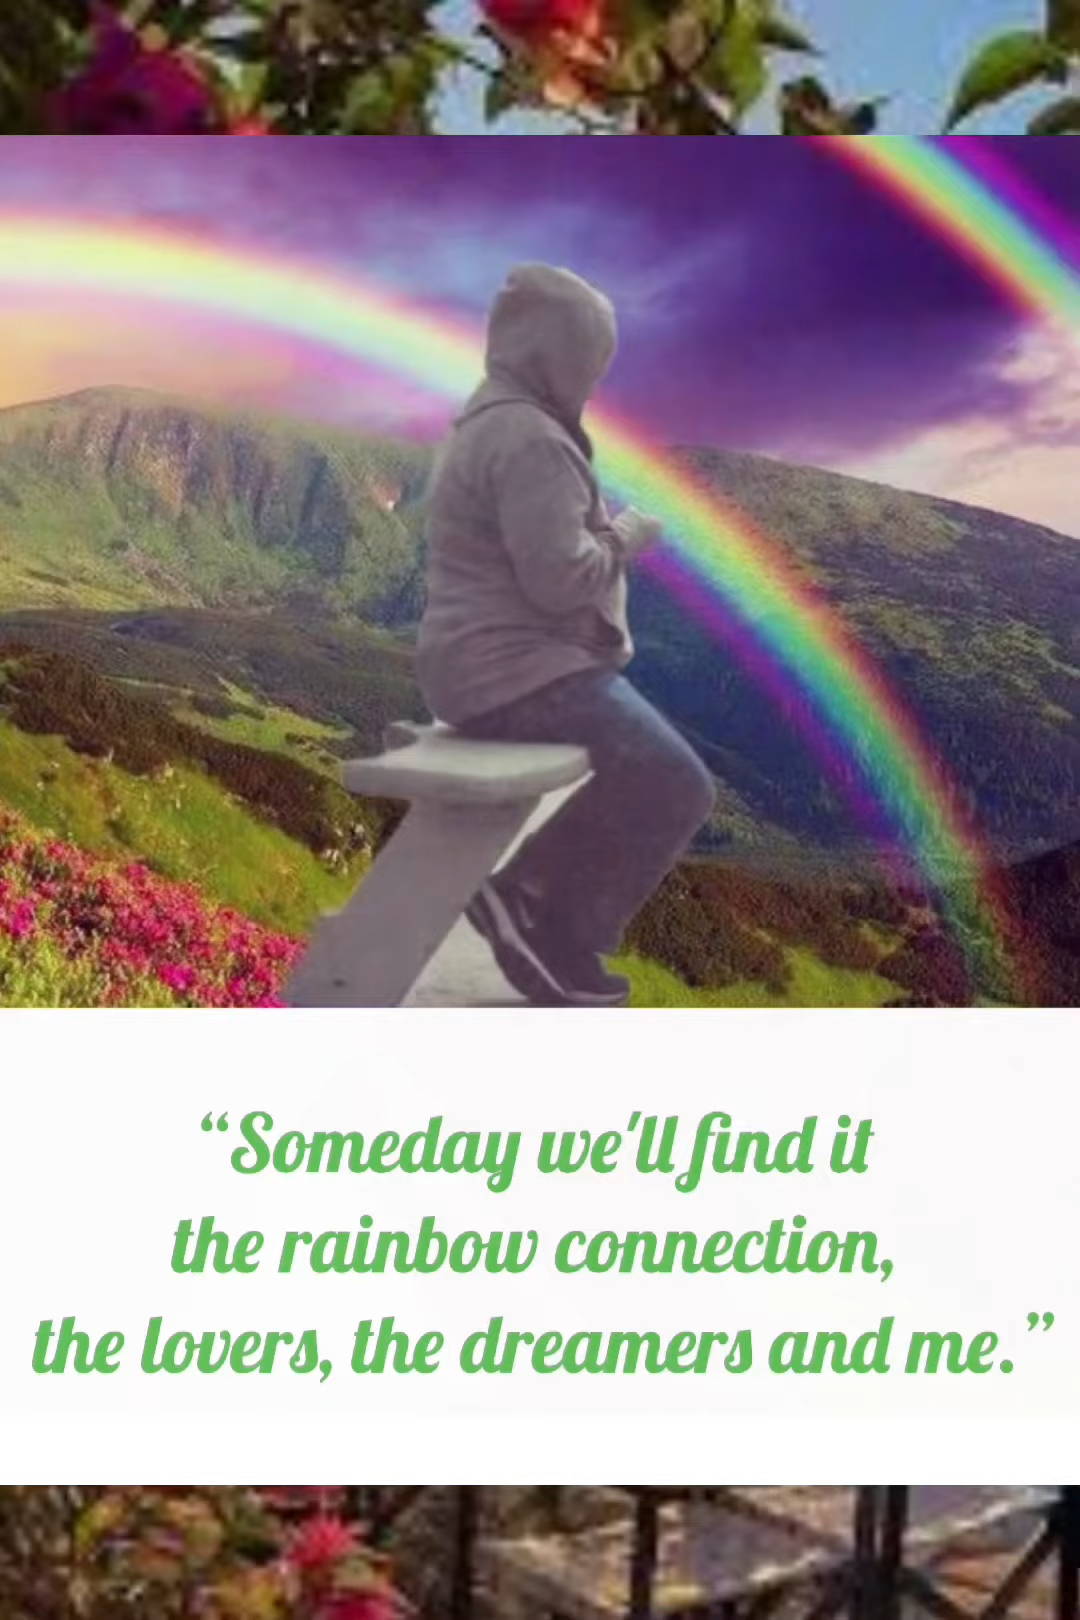 “Someday we'll find it
the rainbow connection,
the lovers, the dreamers and me.”